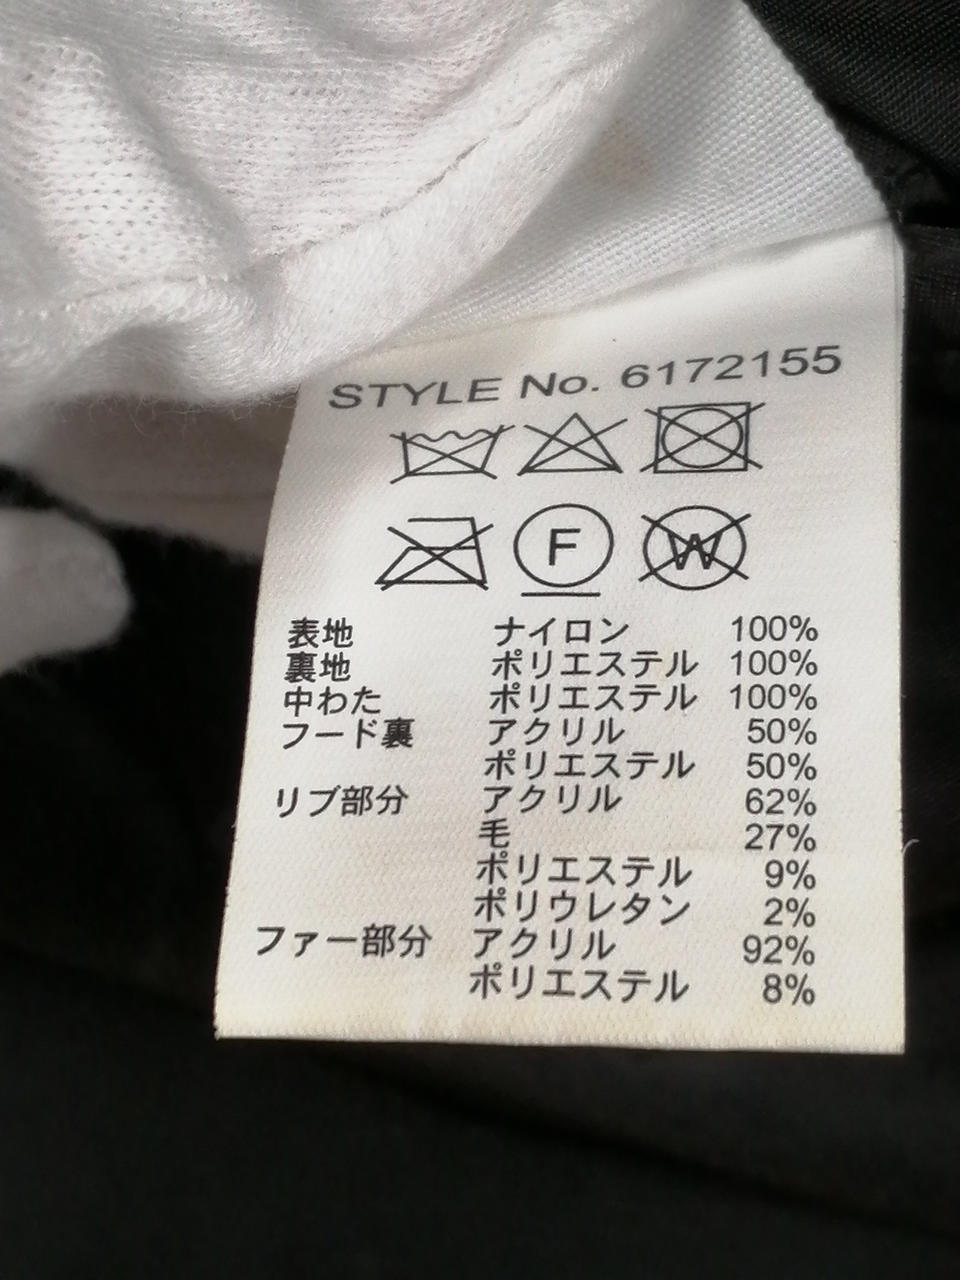 STYLE No. 6172155
F W
表地 ナイロン 100%
裏地 ポリエステル 100%
中わた ポリエステル 100%
フード裏 アクリル 50%
ポリエステル 50%
リブ部分 アクリル 62%
毛 27%
ポリエステル 9%
ポリウレタン 2%
ファー部分 アクリル 92%
ポリエステル 8%